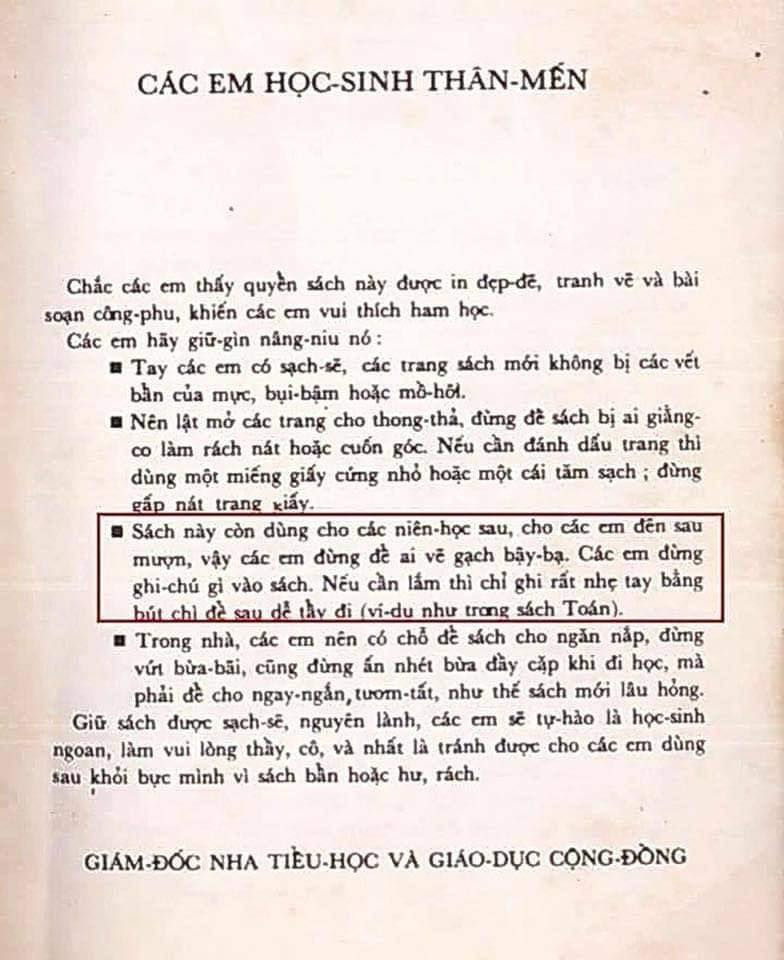 CÁC EM HỌC-SINH THÂN-MẾN
Chắc các em thấy quyển sách này được in đẹp-đẽ, tranh vẽ và bài
soạn công-phu, khiến các em vui thích ham học.
Các em hãy giữ-gìn nâng-niu nó :
■ Tay các em có sạch-sẽ, các trang sách mới không bị các vết
bẩn của mực, bụi-bậm hoặc mồ-hôi.
■ Nên lật mở các trang cho thong-thả, đừng để sách bị ai giằng-
co làm rách nát hoặc cuốn góc. Nếu cần đánh dấu trang thì
dùng một miếng giấy cứng nhỏ hoặc một cái tăm sạch ; đừng
gấp nát trang giấy.
■ Sách này còn dùng cho các niên-học sau, cho các em đến sau
mượn, vậy các em đừng để ai vẽ gạch bậy-bạ. Các em đừng
ghi-chú gì vào sách. Nếu cần lắm thì chỉ ghi rất nhẹ tay bằng
bút chì để sau dễ tẩy đi (ví-dụ như trong sách Toán).
■ Trong nhà, các em nên có chỗ để sách cho ngăn nắp, đừng
vứt bừa-bãi, cũng đừng ấn nhét bừa đầy cặp khi đi học, mà
phải để cho ngay-ngắn, tươm-tất, như thế sách mới lâu hỏng.
Giữ sách được sạch-sẽ, nguyên lành, các em sẽ tự-hào là học-sinh
ngoan, làm vui lòng thầy, cô, và nhất là tránh được cho các em dùng
sau khỏi bực mình vì sách bẩn hoặc hư, rách.
GIÁM-ĐỐC NHA TIỂU-HỌC VÀ GIÁO-DỤC CỘNG-ĐỒNG